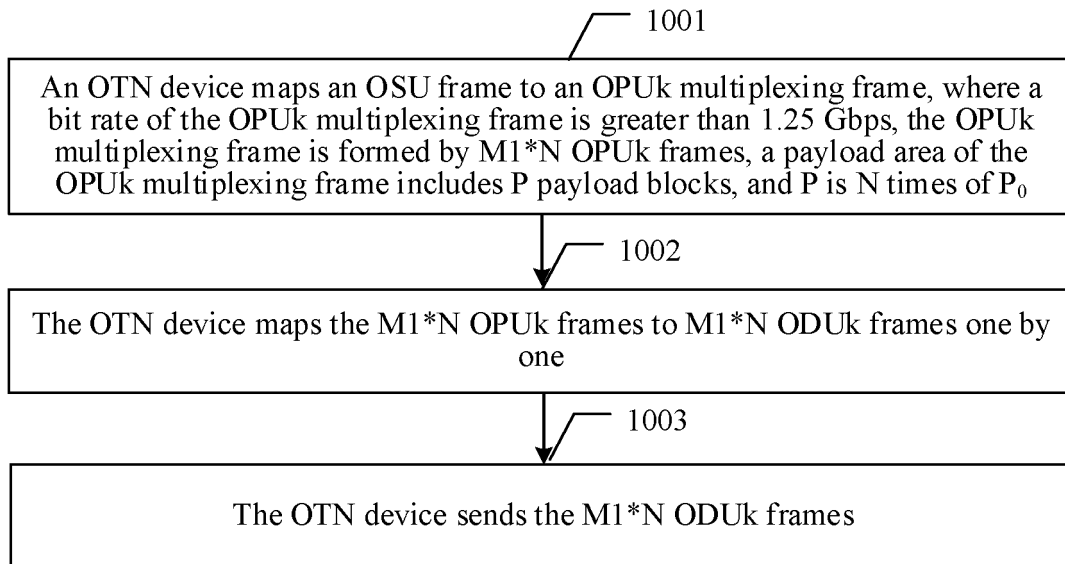 1001
An OTN device maps an OSU frame to an OPUk multiplexing frame, where a
bit rate of the OPUk multiplexing frame is greater than 1.25 Gbps, the OPUk
multiplexing frame is formed by M1*N OPUk frames, a payload area of the
OPUk multiplexing frame includes P payload blocks, and P is N times of P₀
1002
The OTN device maps the M1*N OPUk frames to M1*N ODUk frames one by
one
1003
The OTN device sends the M1*N ODUk frames